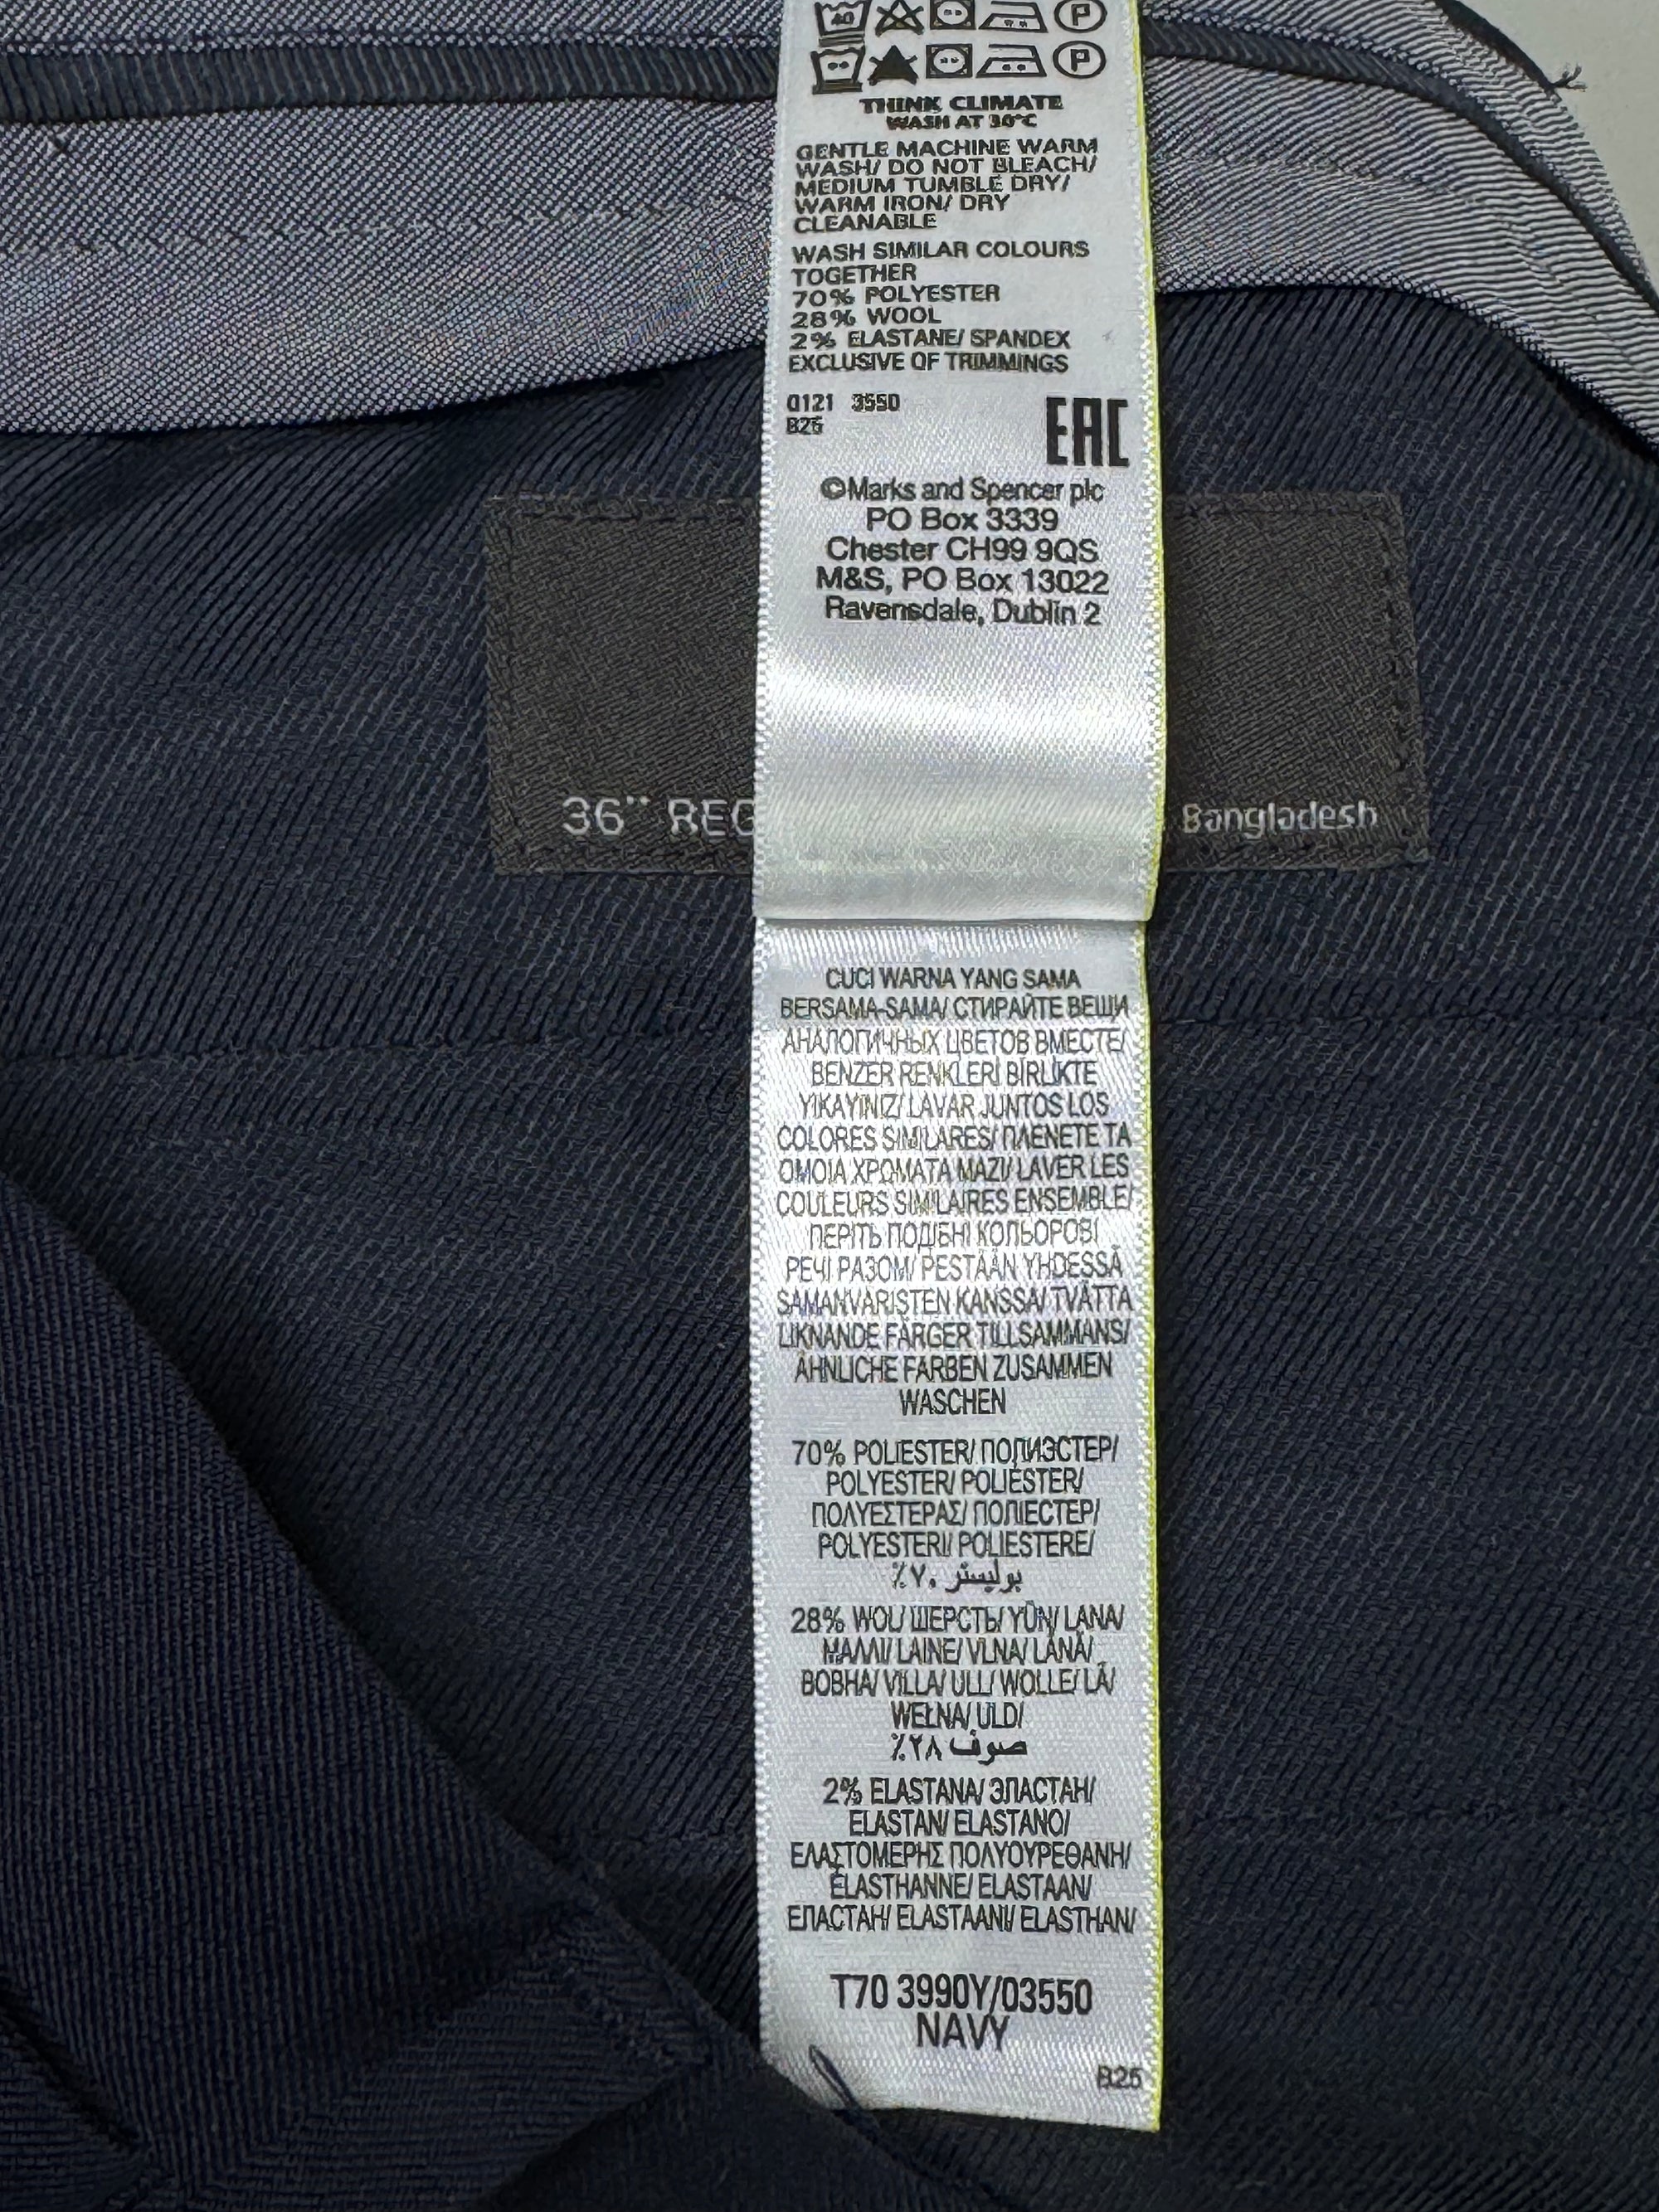 40
THINK CLIMATE
WASH AT 30°C
GENTLE MACHINE WARM
WASH/ DO NOT BLEACH/
MEDIUM TUMBLE DRY/
WARM IRON/ DRY
CLEANABLE
WASH SIMILAR COLOURS
TOGETHER
70% POLYESTER
28% WOOL
2% ELASTANE/ SPANDEX
EXCLUSIVE OF TRIMMINGS
0121 3550
B25
EAC
©Marks and Spencer plc
PO Box 3339
Chester CH99 9QS
M&S, PO Box 13022
Ravensdale, Dublin 2
36" REG
Bangladesh
CUCI WARNA YANG SAMA
BERSAMA-SAMA/ СТИРАЙТЕ ВЕЩИ
АНАЛОГИЧНЫХ ЦВЕТОВ ВМЕСТЕ/
BENZER RENKLERİ BİRLİKTE
YIKAYINIZ/ LAVAR JUNTOS LOS
COLORES SIMILARES/ ΠΛΕΝΕΤΕ ΤΑ
ΟΜΟΙΑ ΧΡΩΜΑΤΑ ΜΑΖΙ/ LAVER LES
COULEURS SIMILAIRES ENSEMBLE/
ПЕРІТЬ ПОДІБНІ КОЛЬОРОВІ
РЕЧІ РАЗОМ/ PESTÄÄN YHDESSÄ
SAMANVÄRISTEN KANSSA/ TVÄTTA
LIKNANDE FÄRGER TILLSAMMANS/
ÄHNLICHE FARBEN ZUSAMMEN
WASCHEN
70% POLIESTER/ ПОЛИЭСТЕР/
POLYESTER/ POLIÉSTER/
ΠΟΛΥΕΣΤΕΡΑΣ/ ПОЛІЕСТЕР/
POLYESTERI/ POLIESTERE/
بوليستر ٧٠٪
28% WOL/ ШЕРСТЬ/ YÜN/ LANA/
ΜΑΛΛΙ/ LAINE/ VLNA/ LÂNĂ/
ВОВНА/ VILLA/ ULL/ WOLLE/ LÃ/
WEŁNA/ ULD/
صوف ٢٨٪
2% ELASTANA/ ЭЛАСТАН/
ELASTAN/ ELASTANO/
ΕΛΑΣΤΟΜΕΡΗΣ ΠΟΛΥΟΥΡΕΘΑΝΗ/
ÉLASTHANNE/ ELASTAAN/
ЕЛАСТАН/ ELASTAANI/ ELASTHAN/
T70 3990Y/03550
NAVY
B25